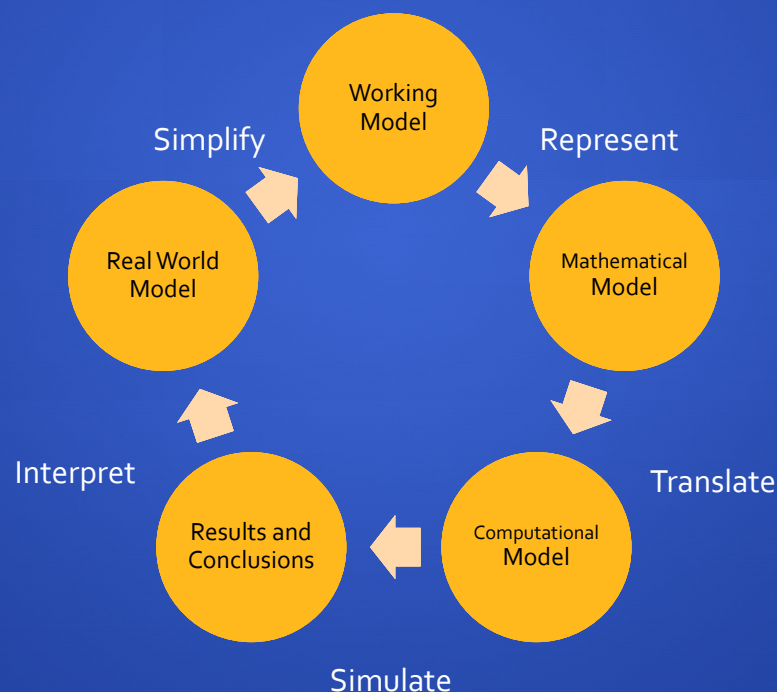 Working
Model
Simplify
Represent
Real World
Model
Mathematical
Model
Interpret
Translate
Results and
Conclusions
Computational
Model
Simulate